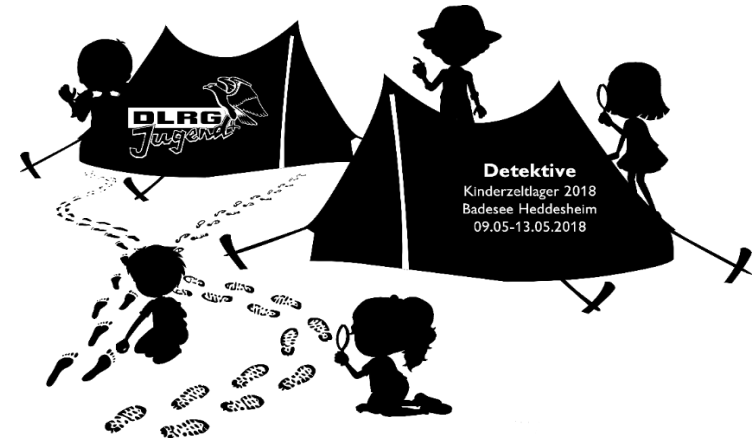 DLRG
Jugend
Detektive
Kinderzeltlager 2018
Badesee Heddesheim
09.05-13.05.2018